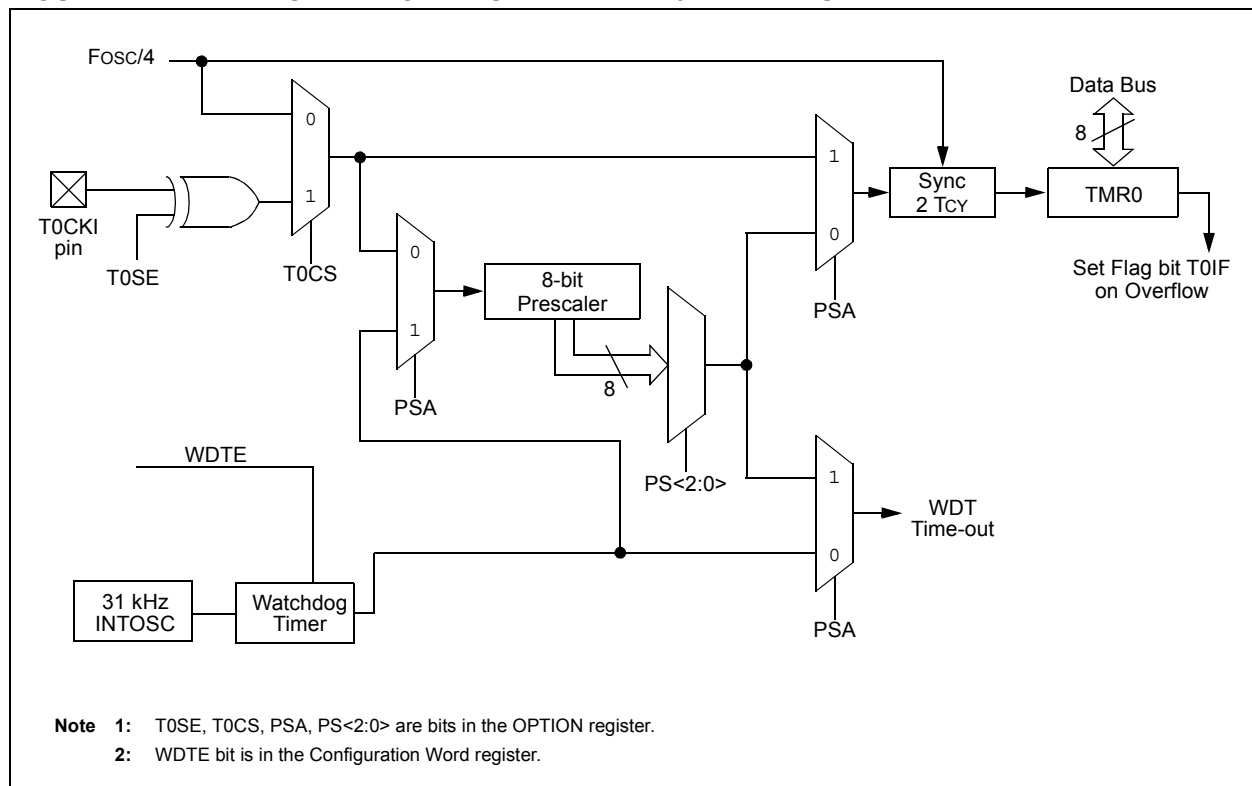 FOSC/4
Data Bus
8
0
1
T0CKI
pin
T0SE
T0CS
0
1
PSA
8-bit
Prescaler
8
PS<2:0>
1
0
PSA
Sync
2 TCY
TMR0
Set Flag bit T0IF
on Overflow
WDTE
31 kHz
INTOSC
Watchdog
Timer
1
0
PSA
WDT
Time-out
Note 1: T0SE, T0CS, PSA, PS<2:0> are bits in the OPTION register.
2: WDTE bit is in the Configuration Word register.